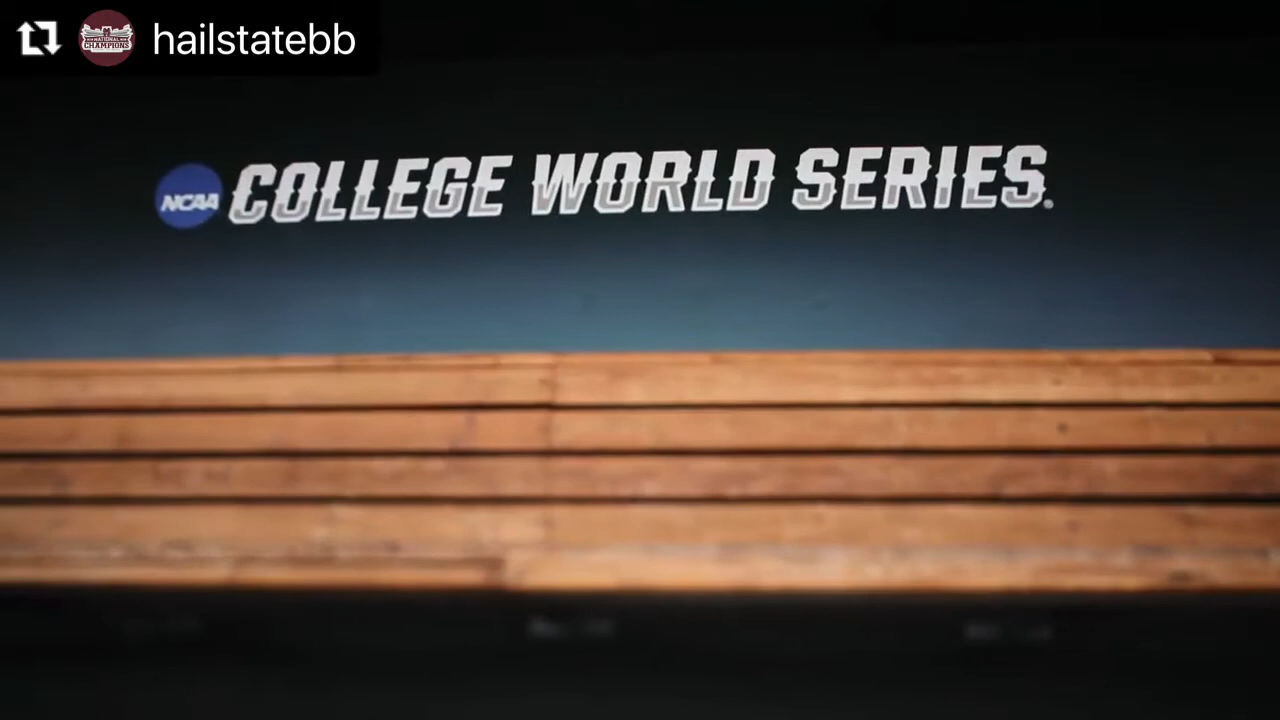 hailstatebb
NATIONAL
CHAMPIONS
NCAA COLLEGE WORLD SERIES.